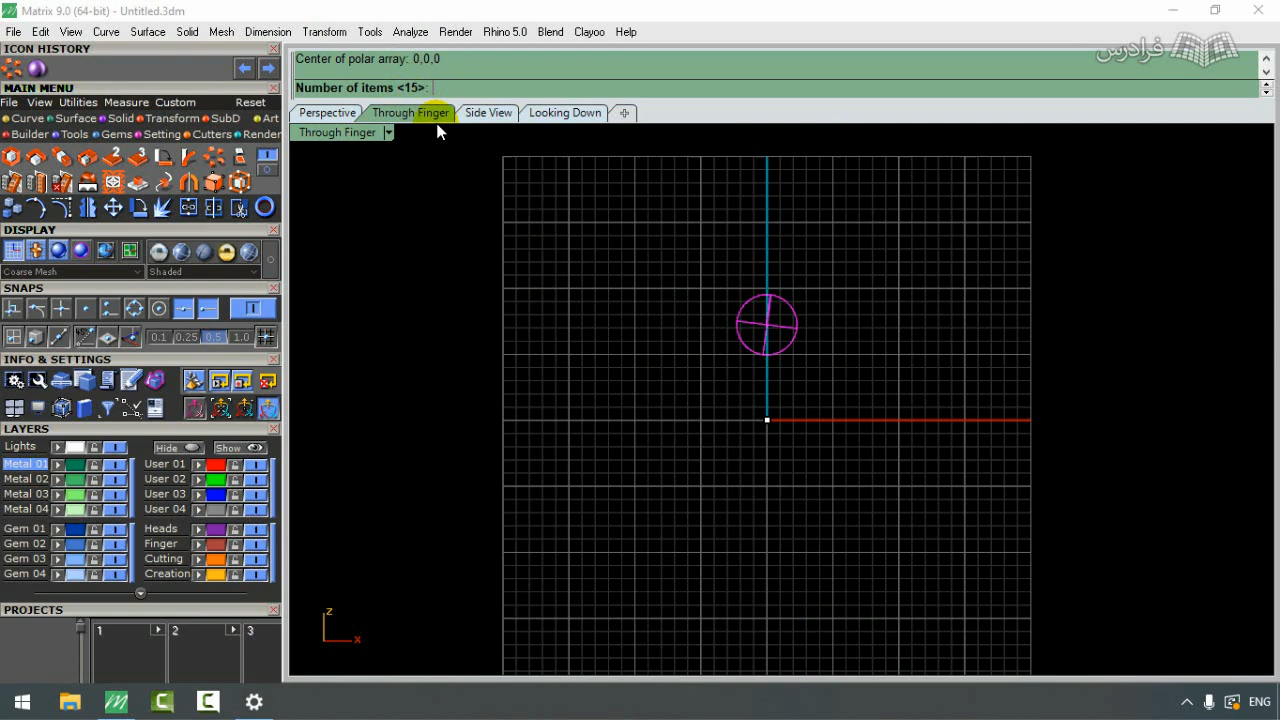 Matrix 9.0 (64-bit) - Untitled.3dm
File Edit View Curve Surface Solid Mesh Dimension Transform Tools Analyze Render Rhino 5.0 Blend Clayoo Help
فرادرس
ICON HISTORY
Center of polar array: 0,0,0
Number of items <15>:
MAIN MENU
File View Utilities Measure Custom Reset
Curve Surface Solid Transform SubD Art
Builder Tools Gems Setting Cutters Render
Perspective Through Finger Side View Looking Down
Through Finger
2 3
DISPLAY
Coarse Mesh Shaded
SNAPS
0.1 0.25 0.5 1.0
INFO & SETTINGS
LAYERS
Lights Hide Show
Metal 01 User 01
Metal 02 User 02
Metal 03 User 03
Metal 04 User 04
Gem 01 Heads
Gem 02 Finger
Gem 03 Cutting
Gem 04 Creation
PROJECTS
1 2 3
z
x
ENG